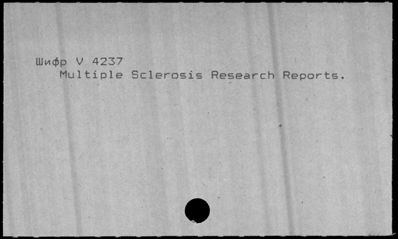 Шифр V 4237
Multiple Sclerosis Research Reports.